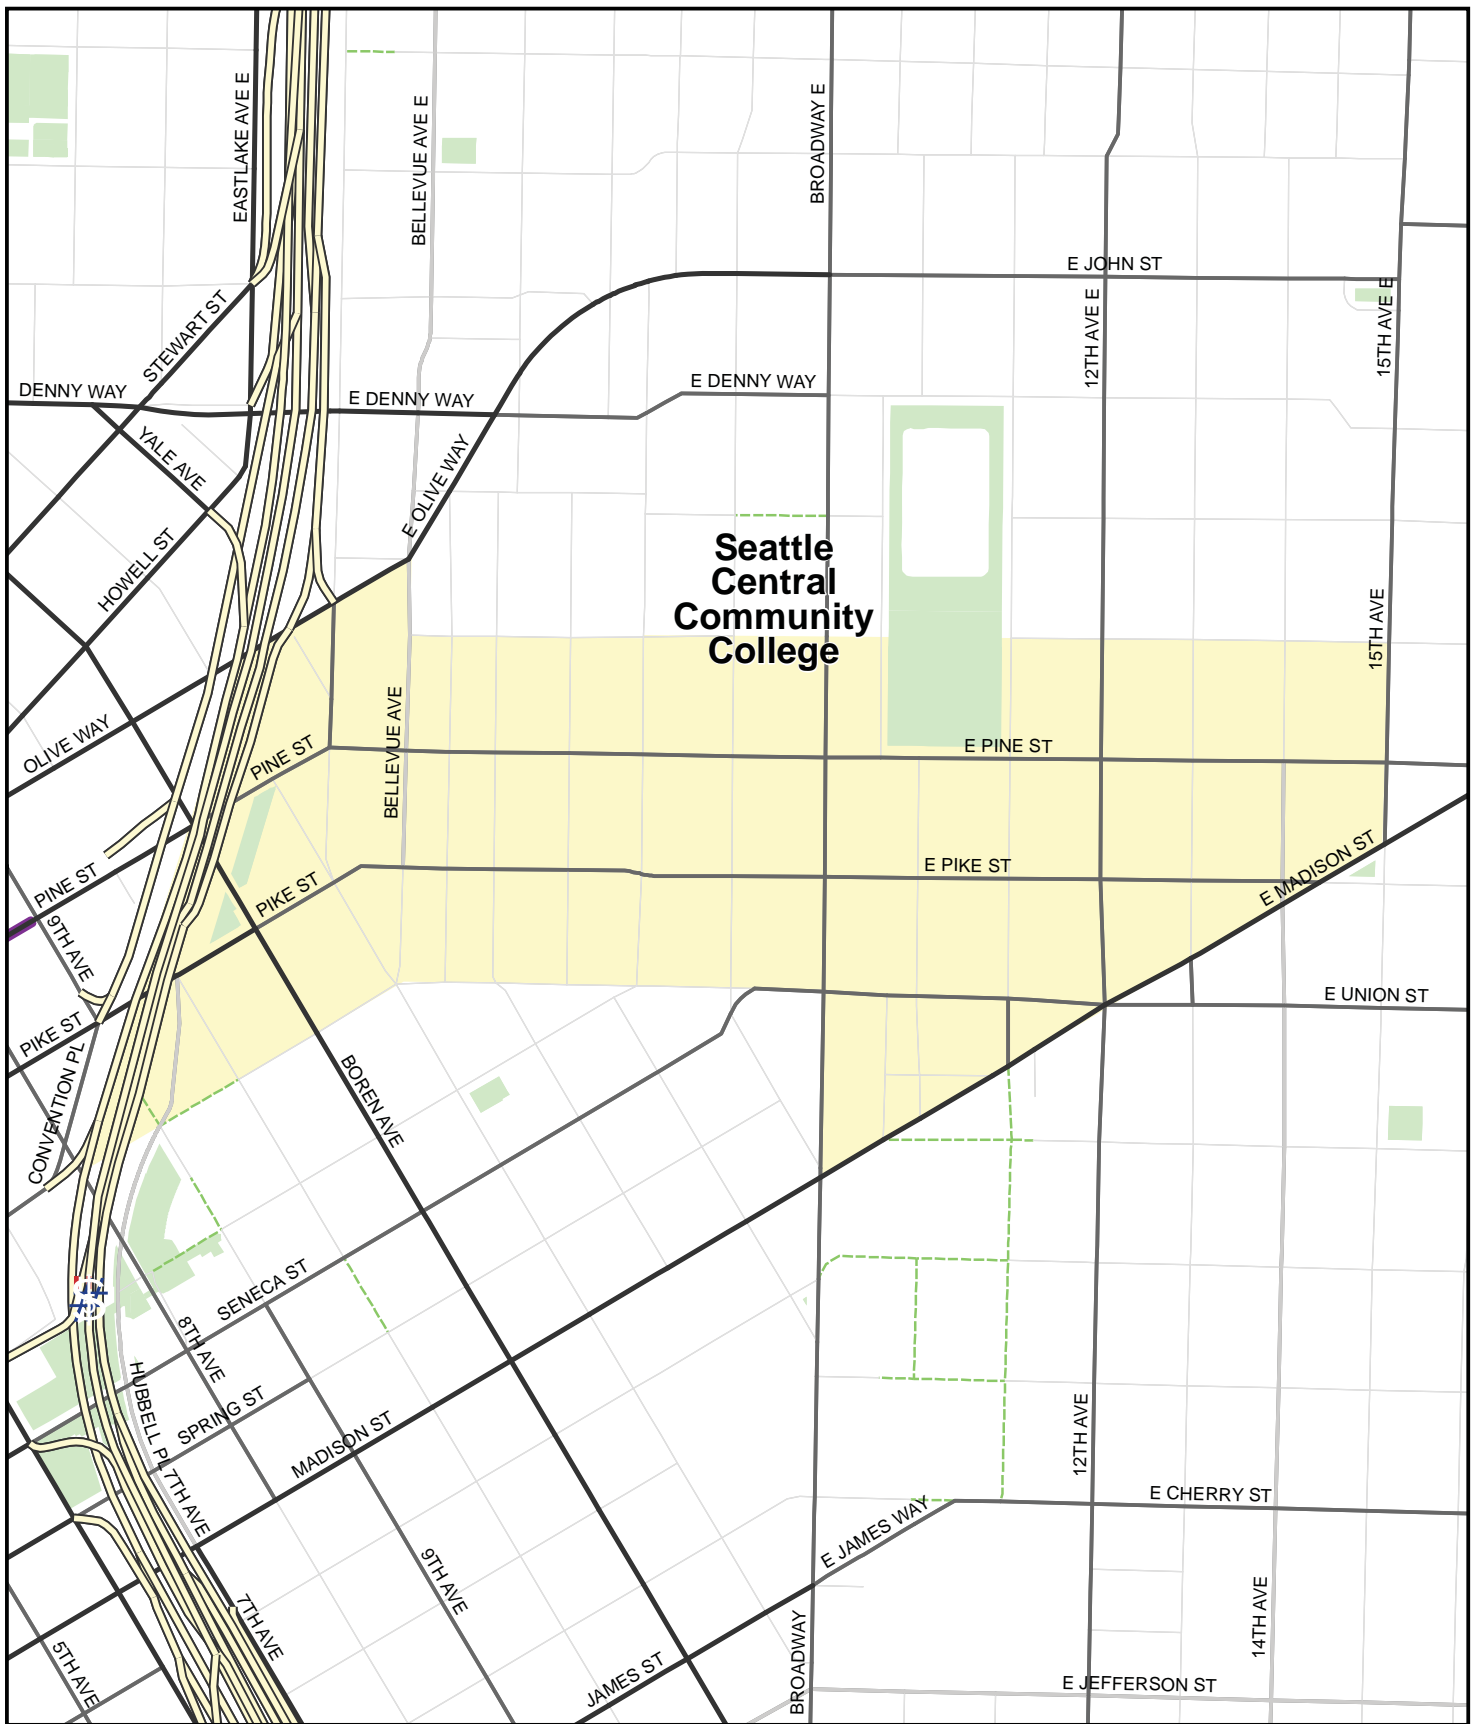 EASTLAKE AVE E
BELLEVUE AVE E
BROADWAY E
E JOHN ST
STEWART ST
12TH AVE E
15TH AVE E
DENNY WAY
E DENNY WAY
E DENNY WAY
YALE AVE
E OLIVE WAY
HOWELL ST
Seattle
Central
Community
College
15TH AVE
OLIVE WAY
PINE ST
BELLEVUE AVE
E PINE ST
PINE ST
PIKE ST
E PIKE ST
E MADISON ST
9TH AVE
PIKE ST
E UNION ST
CONVENTION PL
BOREN AVE
SENECA ST
8TH AVE
HUBBELL PL
SPRING ST
MADISON ST
7TH AVE
12TH AVE
E CHERRY ST
E JAMES WAY
9TH AVE
7TH AVE
14TH AVE
5TH AVE
JAMES ST
BROADWAY
E JEFFERSON ST